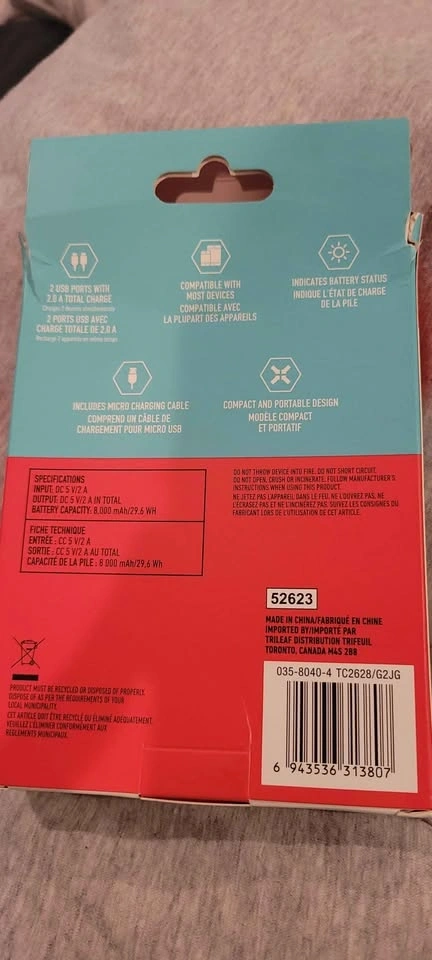 2 USB PORTS WITH
2.0 A TOTAL CHARGE
Charges 2 devices simultaneously
2 PORTS USB AVEC
CHARGE TOTALE DE 2.0 A
Recharge 2 appareils en même temps
COMPATIBLE WITH
MOST DEVICES
COMPATIBLE AVEC
LA PLUPART DES APPAREILS
INDICATES BATTERY STATUS
INDIQUE L'ÉTAT DE CHARGE
DE LA PILE
INCLUDES MICRO CHARGING CABLE
COMPREND UN CÂBLE DE
CHARGEMENT POUR MICRO USB
COMPACT AND PORTABLE DESIGN
MODÈLE COMPACT
ET PORTATIF
SPECIFICATIONS
INPUT: DC 5 V/2 A
OUTPUT: DC 5 V/2 A IN TOTAL
BATTERY CAPACITY: 8,000 mAh/29.6 WH
FICHE TECHNIQUE
ENTRÉE : CC 5 V/2 A
SORTIE : CC 5 V/2 A AU TOTAL
CAPACITÉ DE LA PILE : 8 000 mAh/29,6 Wh
DO NOT THROW DEVICE INTO FIRE. DO NOT SHORT CIRCUIT.
DO NOT OPEN, CRUSH OR INCINERATE. FOLLOW MANUFACTURER'S
INSTRUCTIONS WHEN USING THIS PRODUCT.
NE JETEZ PAS L'APPAREIL DANS LE FEU, NE L'OUVREZ PAS, NE
L'ÉCRASEZ PAS ET NE L'INCINÉREZ PAS. SUIVEZ LES CONSIGNES DU
FABRICANT LORS DE L'UTILISATION DE CET ARTICLE.
52623
MADE IN CHINA/FABRIQUÉ EN CHINE
IMPORTED BY/IMPORTÉ PAR
TRILEAF DISTRIBUTION TRIFEUIL
TORONTO, CANADA M4S 2B8
PRODUCT MUST BE RECYCLED OR DISPOSED OF PROPERLY.
DISPOSE OF AS PER THE REQUIREMENTS OF YOUR
LOCAL MUNICIPALITY.
CET ARTICLE DOIT ÊTRE RECYCLÉ OU ÉLIMINÉ ADÉQUATEMENT.
VEUILLEZ L'ÉLIMINER CONFORMÉMENT AUX
RÈGLEMENTS MUNICIPAUX.
035-8040-4 TC2628/G2JG
6 943536 313807